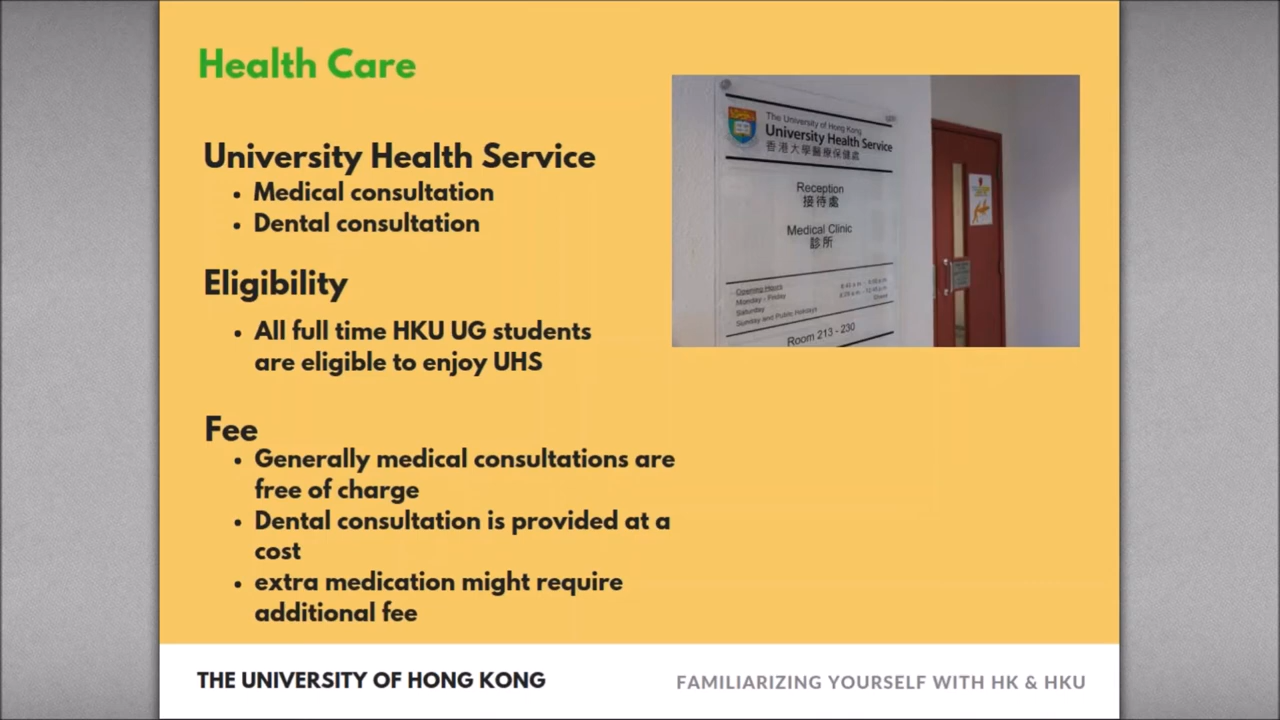 Health Care
University Health Service
• Medical consultation
• Dental consultation
Eligibility
• All full time HKU UG students
are eligible to enjoy UHS
Fee
• Generally medical consultations are
free of charge
• Dental consultation is provided at a
cost
• extra medication might require
additional fee
The University of Hong Kong
University Health Service
香港大學醫療保健處
Reception
接待處
Medical Clinic
診所
Opening Hours
Monday - Friday
Saturday
Sunday and Public Holidays
Room 213 - 230
THE UNIVERSITY OF HONG KONG
FAMILIARIZING YOURSELF WITH HK & HKU